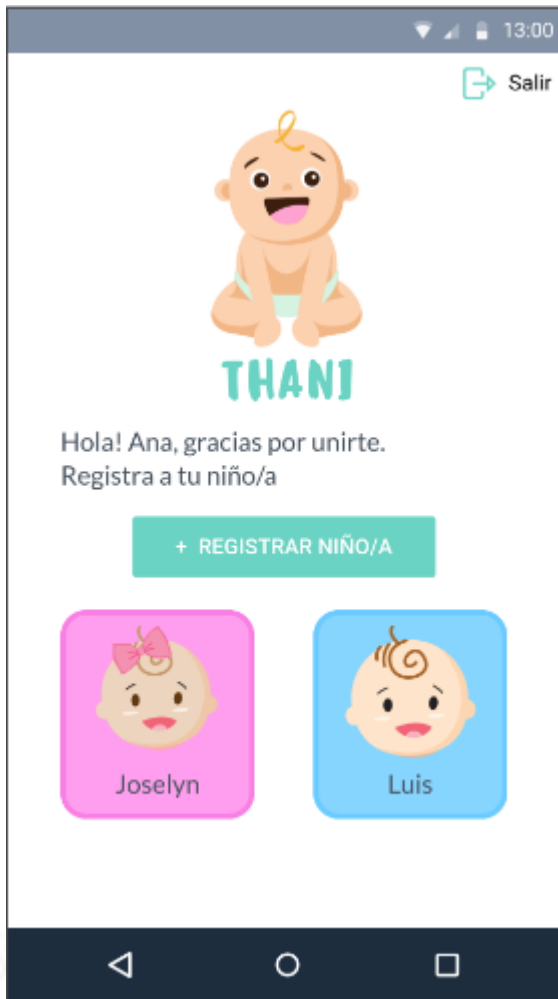 13:00
Salir
THANI
Hola! Ana, gracias por unirte.
Registra a tu niño/a
+ REGISTRAR NIÑO/A
Joselyn
Luis